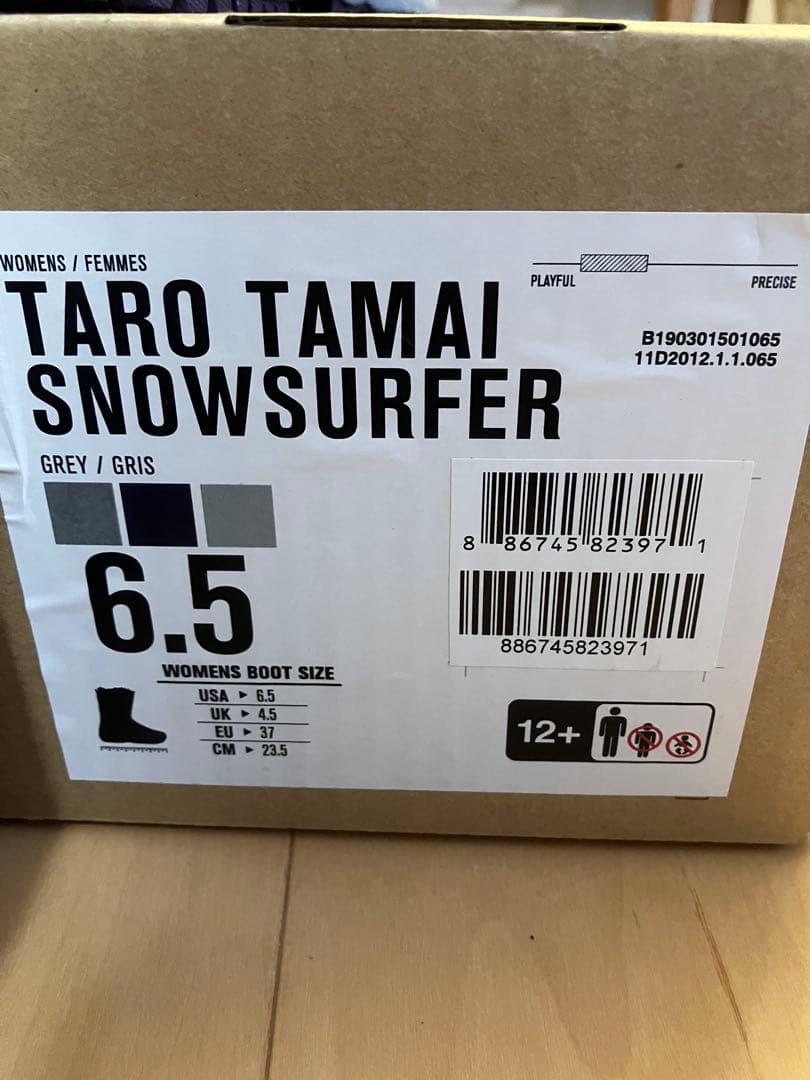 WOMENS / FEMMES
TARO TAMAI
SNOWSURFER
GREY / GRIS
6.5
WOMENS BOOT SIZE
USA ► 6.5
UK ► 4.5
EU ► 37
CM ► 23.5
PLAYFUL
PRECISE
B190301501065
11D2012.1.1.065
8 86745 82397 1
886745823971
12+